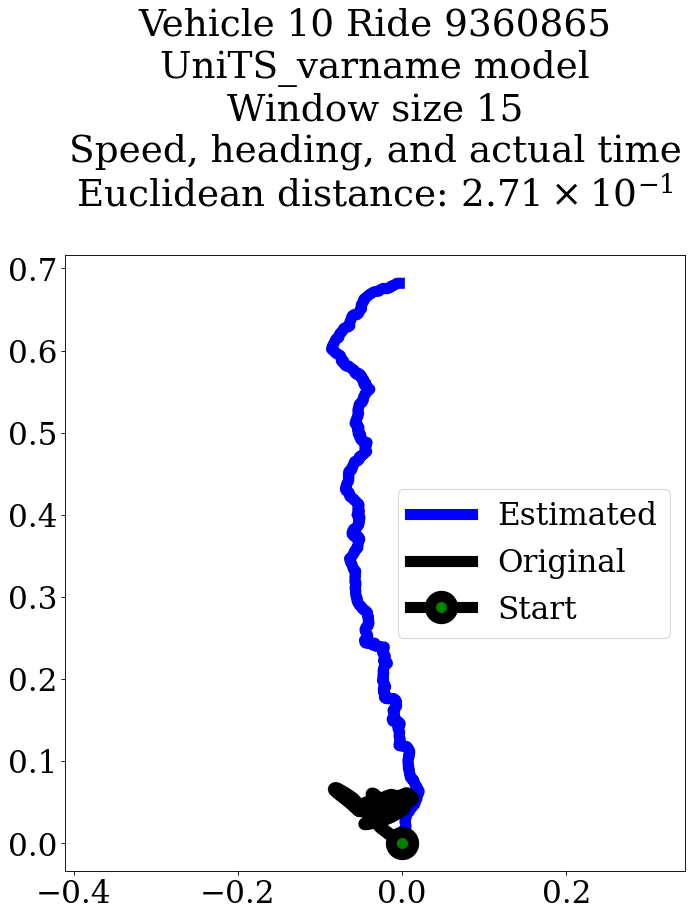 Vehicle 10 Ride 9360865
UniTS_varname model
Window size 15
Speed, heading, and actual time
Euclidean distance: 2.71 × 10⁻¹
0.7
0.6
0.5
0.4
0.3
0.2
0.1
0.0
Estimated
Original
Start
−0.4 −0.2 0.0 0.2